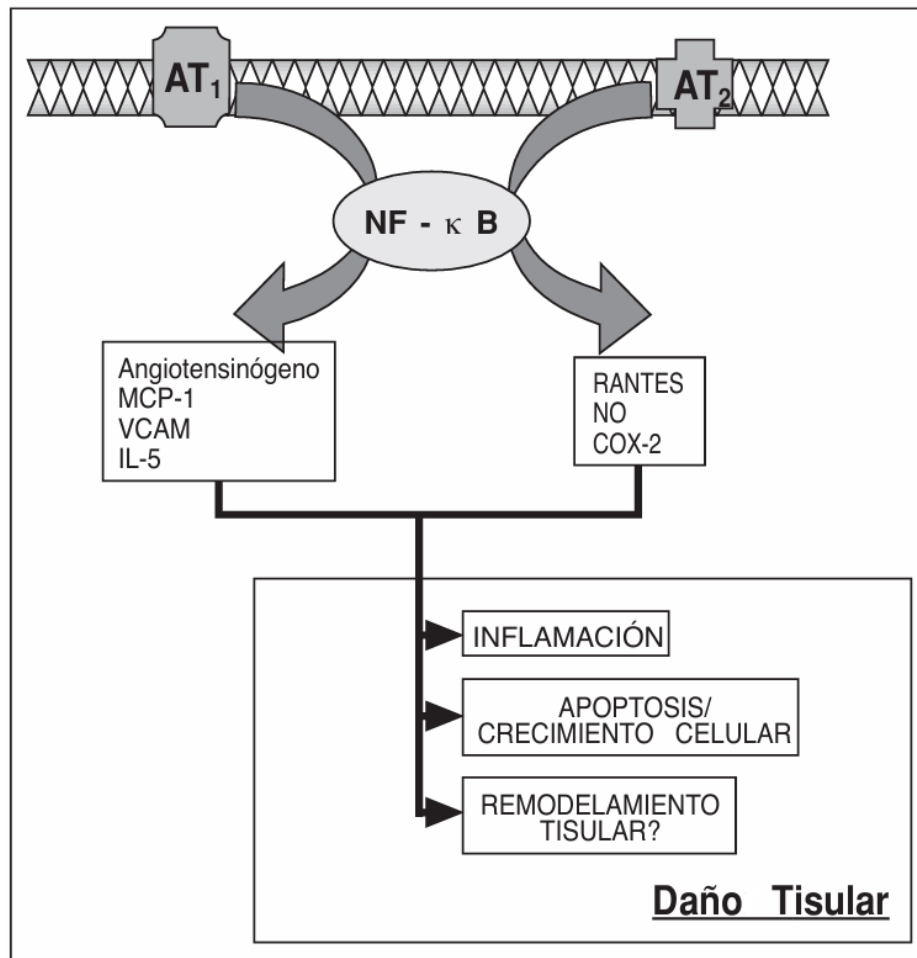 AT1
AT2
NF - κ B
Angiotensinógeno
MCP-1
VCAM
IL-5
RANTES
NO
COX-2
INFLAMACIÓN
APOPTOSIS/
CRECIMIENTO CELULAR
REMODELAMIENTO
TISULAR?
Daño Tisular